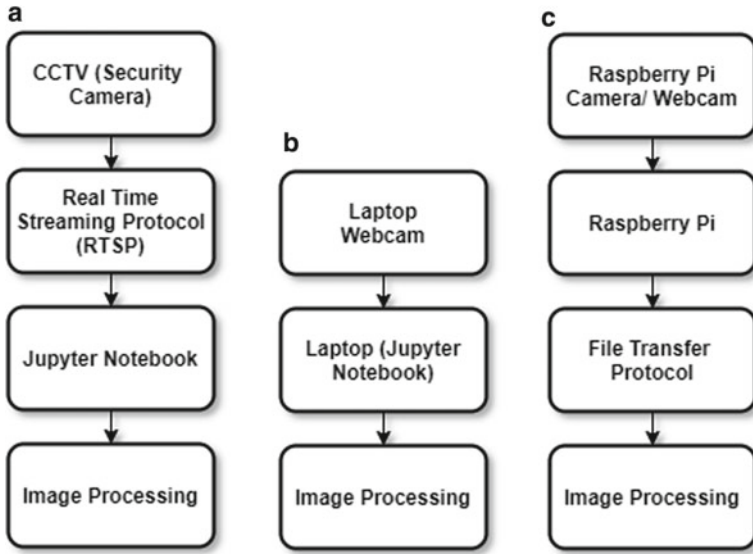 a
CCTV (Security
Camera)
Real Time
Streaming Protocol
(RTSP)
Jupyter Notebook
Image Processing
b
Laptop
Webcam
Laptop (Jupyter
Notebook)
Image Processing
c
Raspberry Pi
Camera/ Webcam
Raspberry Pi
File Transfer
Protocol
Image Processing